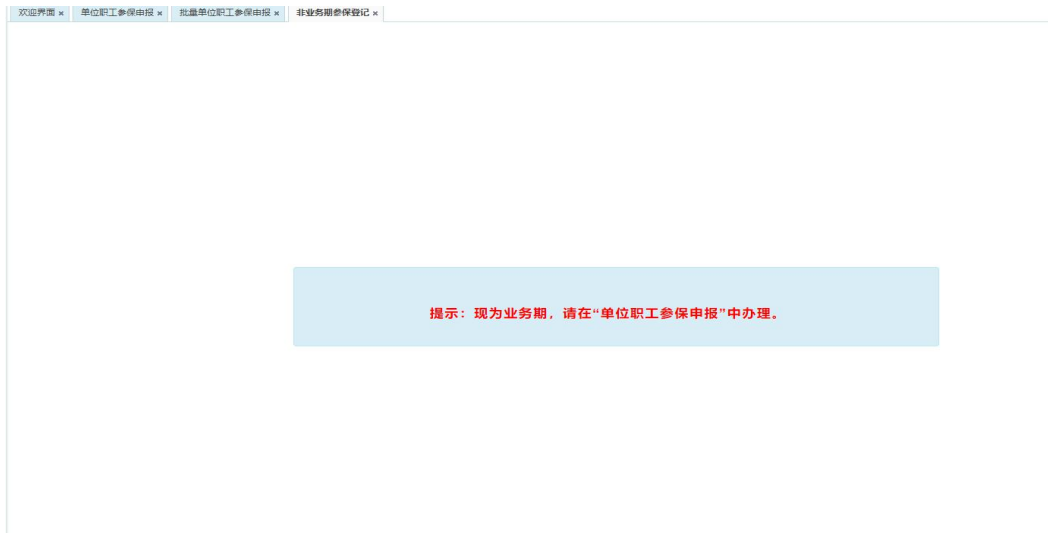 欢迎界面 × 单位职工参保申报 × 批量单位职工参保申报 × 非业务期参保登记 ×
提示：现为业务期，请在“单位职工参保申报”中办理。